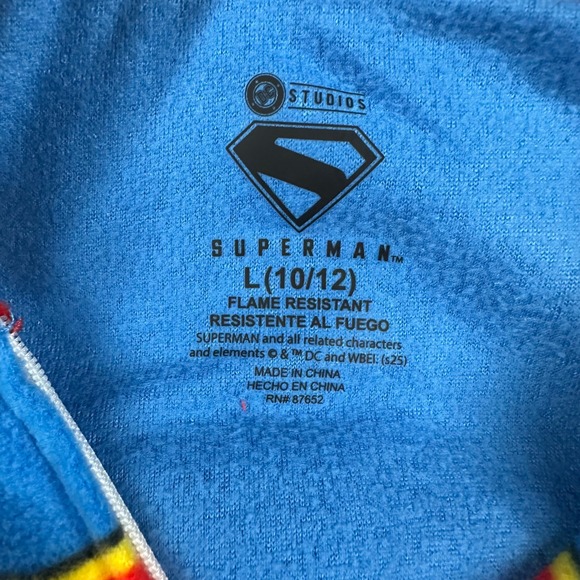 STUDIOS
SUPERMAN™
L (10/12)
FLAME RESISTANT
RESISTENTE AL FUEGO
SUPERMAN and all related characters
and elements © & ™ DC and WBEI. (s25)
MADE IN CHINA
HECHO EN CHINA
RN# 87652